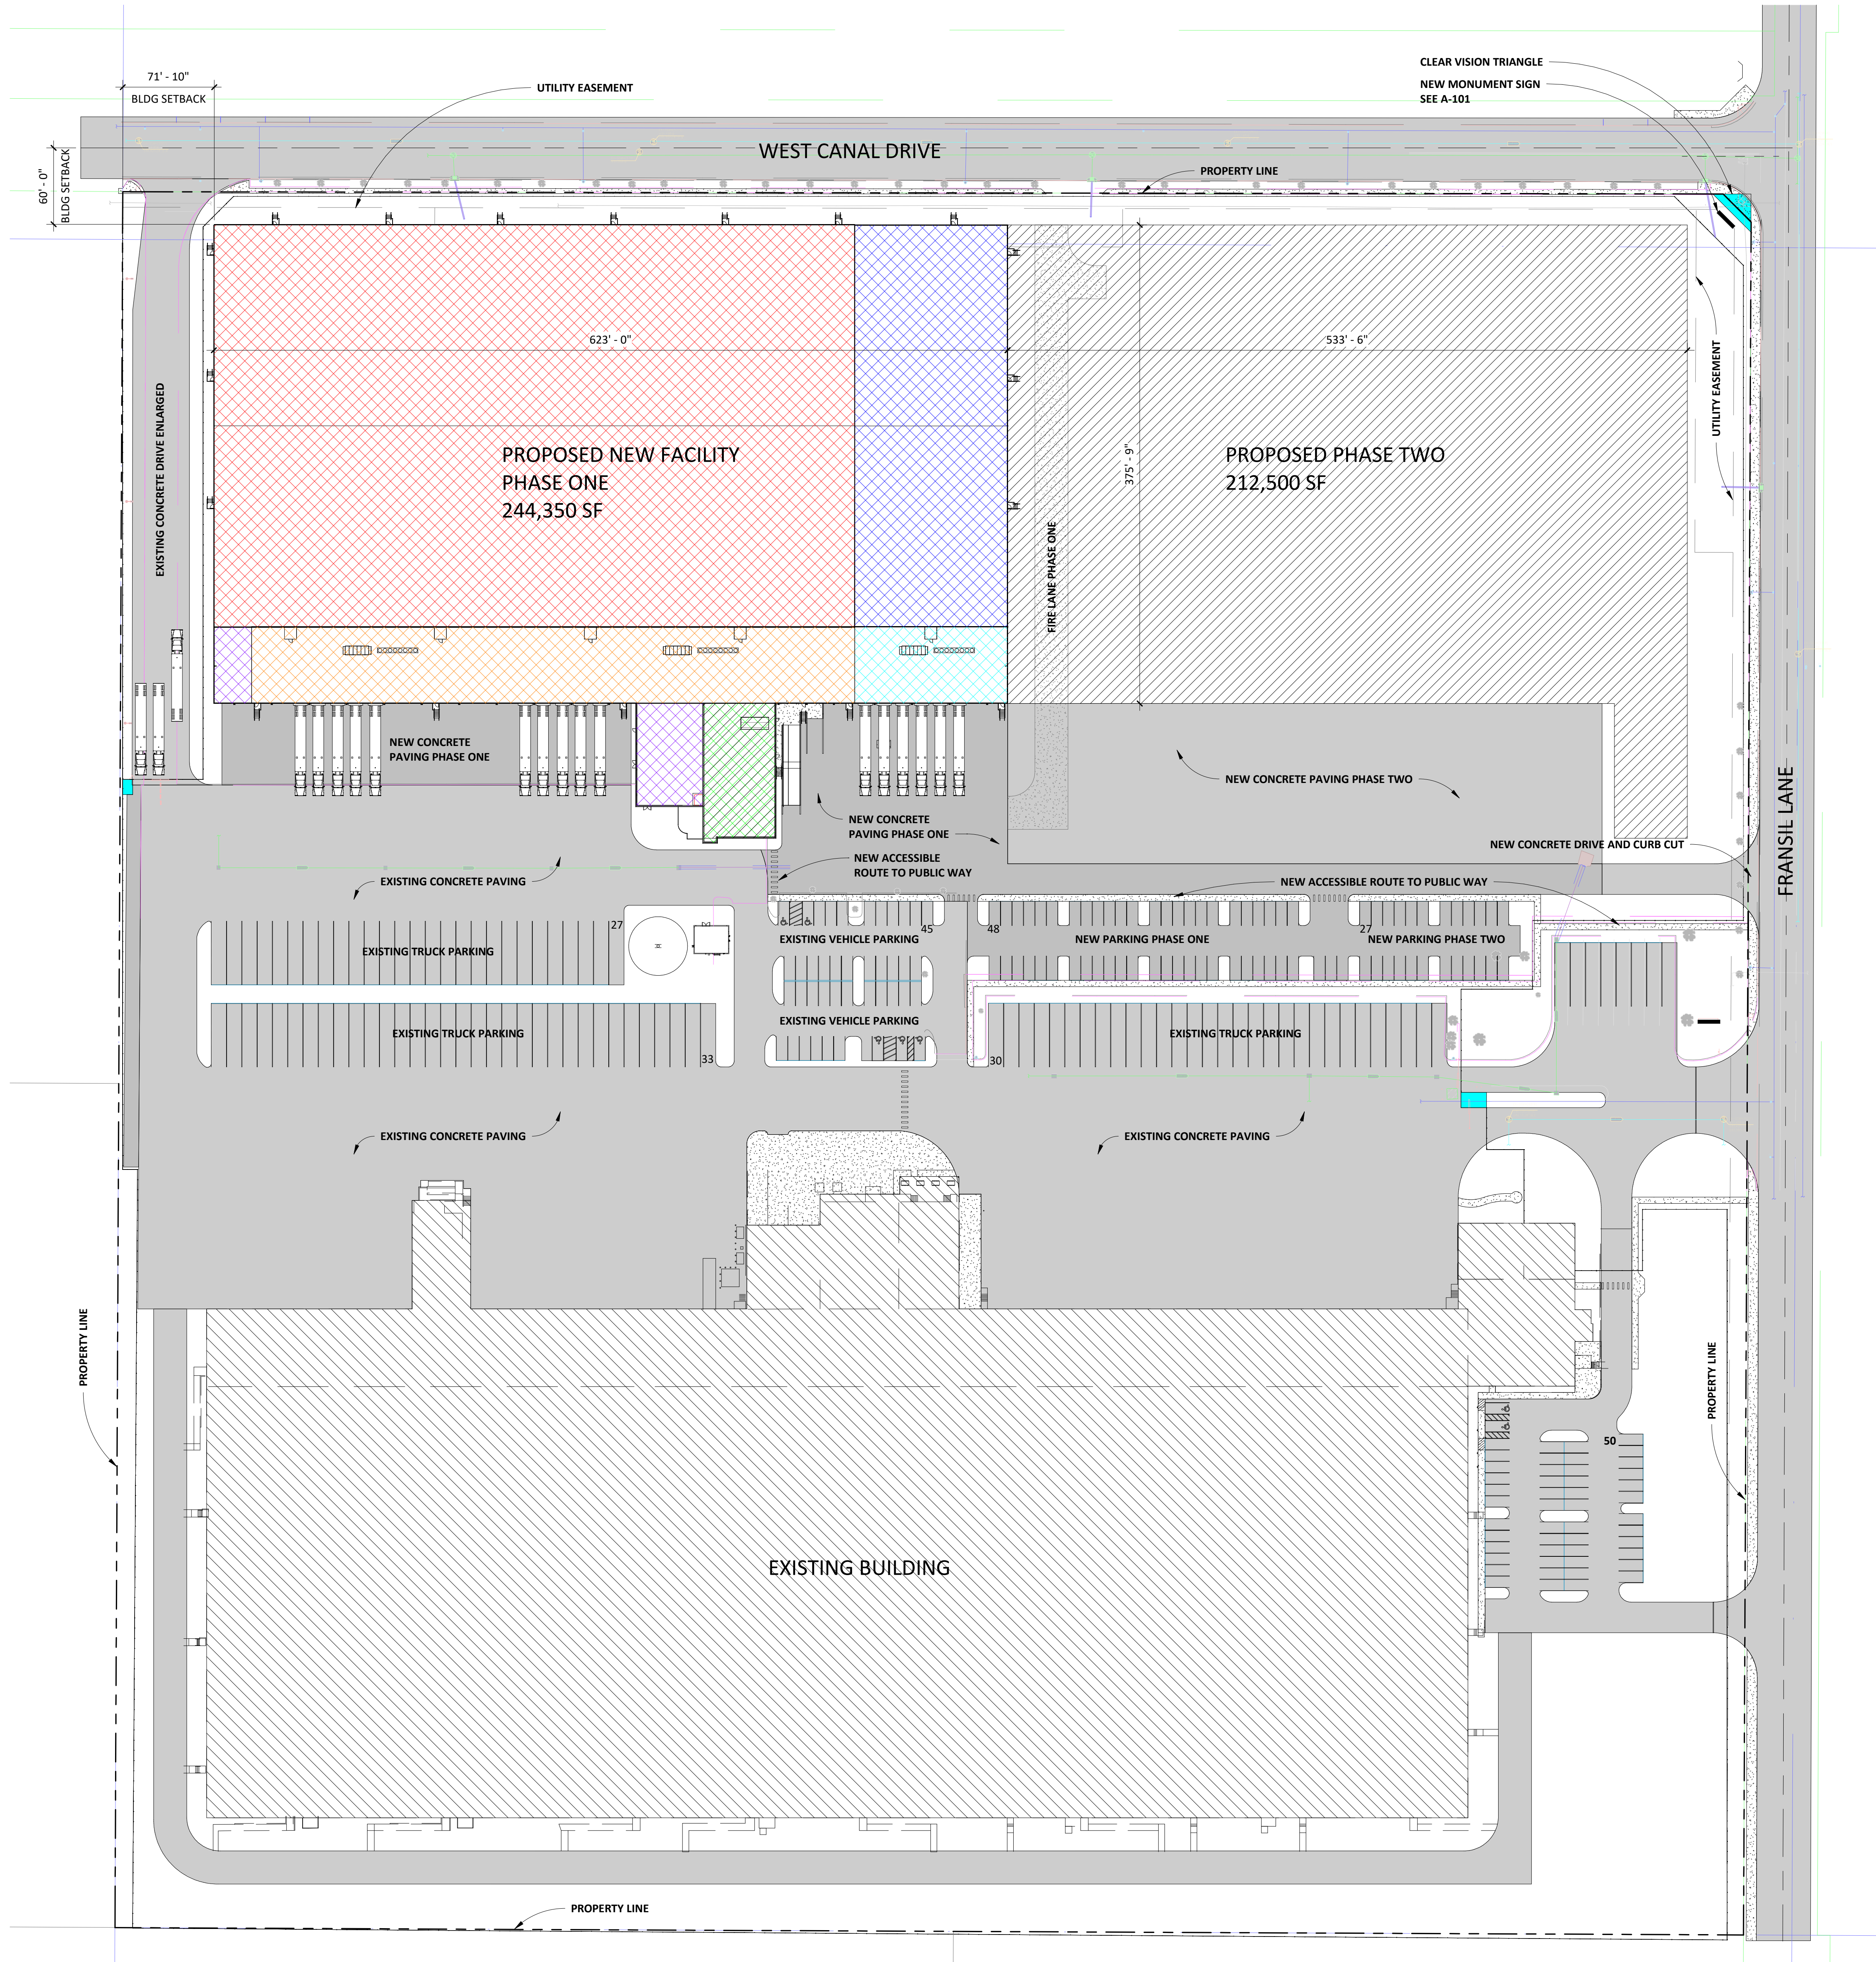 CLEAR VISION TRIANGLE
NEW MONUMENT SIGN
SEE A-101
71' - 10"
BLDG SETBACK
UTILITY EASEMENT
60' - 0"
BLDG SETBACK
WEST CANAL DRIVE
PROPERTY LINE
623' - 0"
533' - 6"
EXISTING CONCRETE DRIVE ENLARGED
PROPOSED NEW FACILITY
PHASE ONE
244,350 SF
375' - 9"
PROPOSED PHASE TWO
212,500 SF
UTILITY EASEMENT
FIRE LANE PHASE ONE
NEW CONCRETE
PAVING PHASE ONE
NEW CONCRETE PAVING PHASE TWO
FRANSIL LANE
NEW CONCRETE
PAVING PHASE ONE
NEW CONCRETE DRIVE AND CURB CUT
NEW ACCESSIBLE
ROUTE TO PUBLIC WAY
EXISTING CONCRETE PAVING
NEW ACCESSIBLE ROUTE TO PUBLIC WAY
27
45
48
27
EXISTING TRUCK PARKING
EXISTING VEHICLE PARKING
NEW PARKING PHASE ONE
NEW PARKING PHASE TWO
EXISTING TRUCK PARKING
33
EXISTING VEHICLE PARKING
30
EXISTING TRUCK PARKING
EXISTING CONCRETE PAVING
EXISTING CONCRETE PAVING
PROPERTY LINE
PROPERTY LINE
50
EXISTING BUILDING
PROPERTY LINE